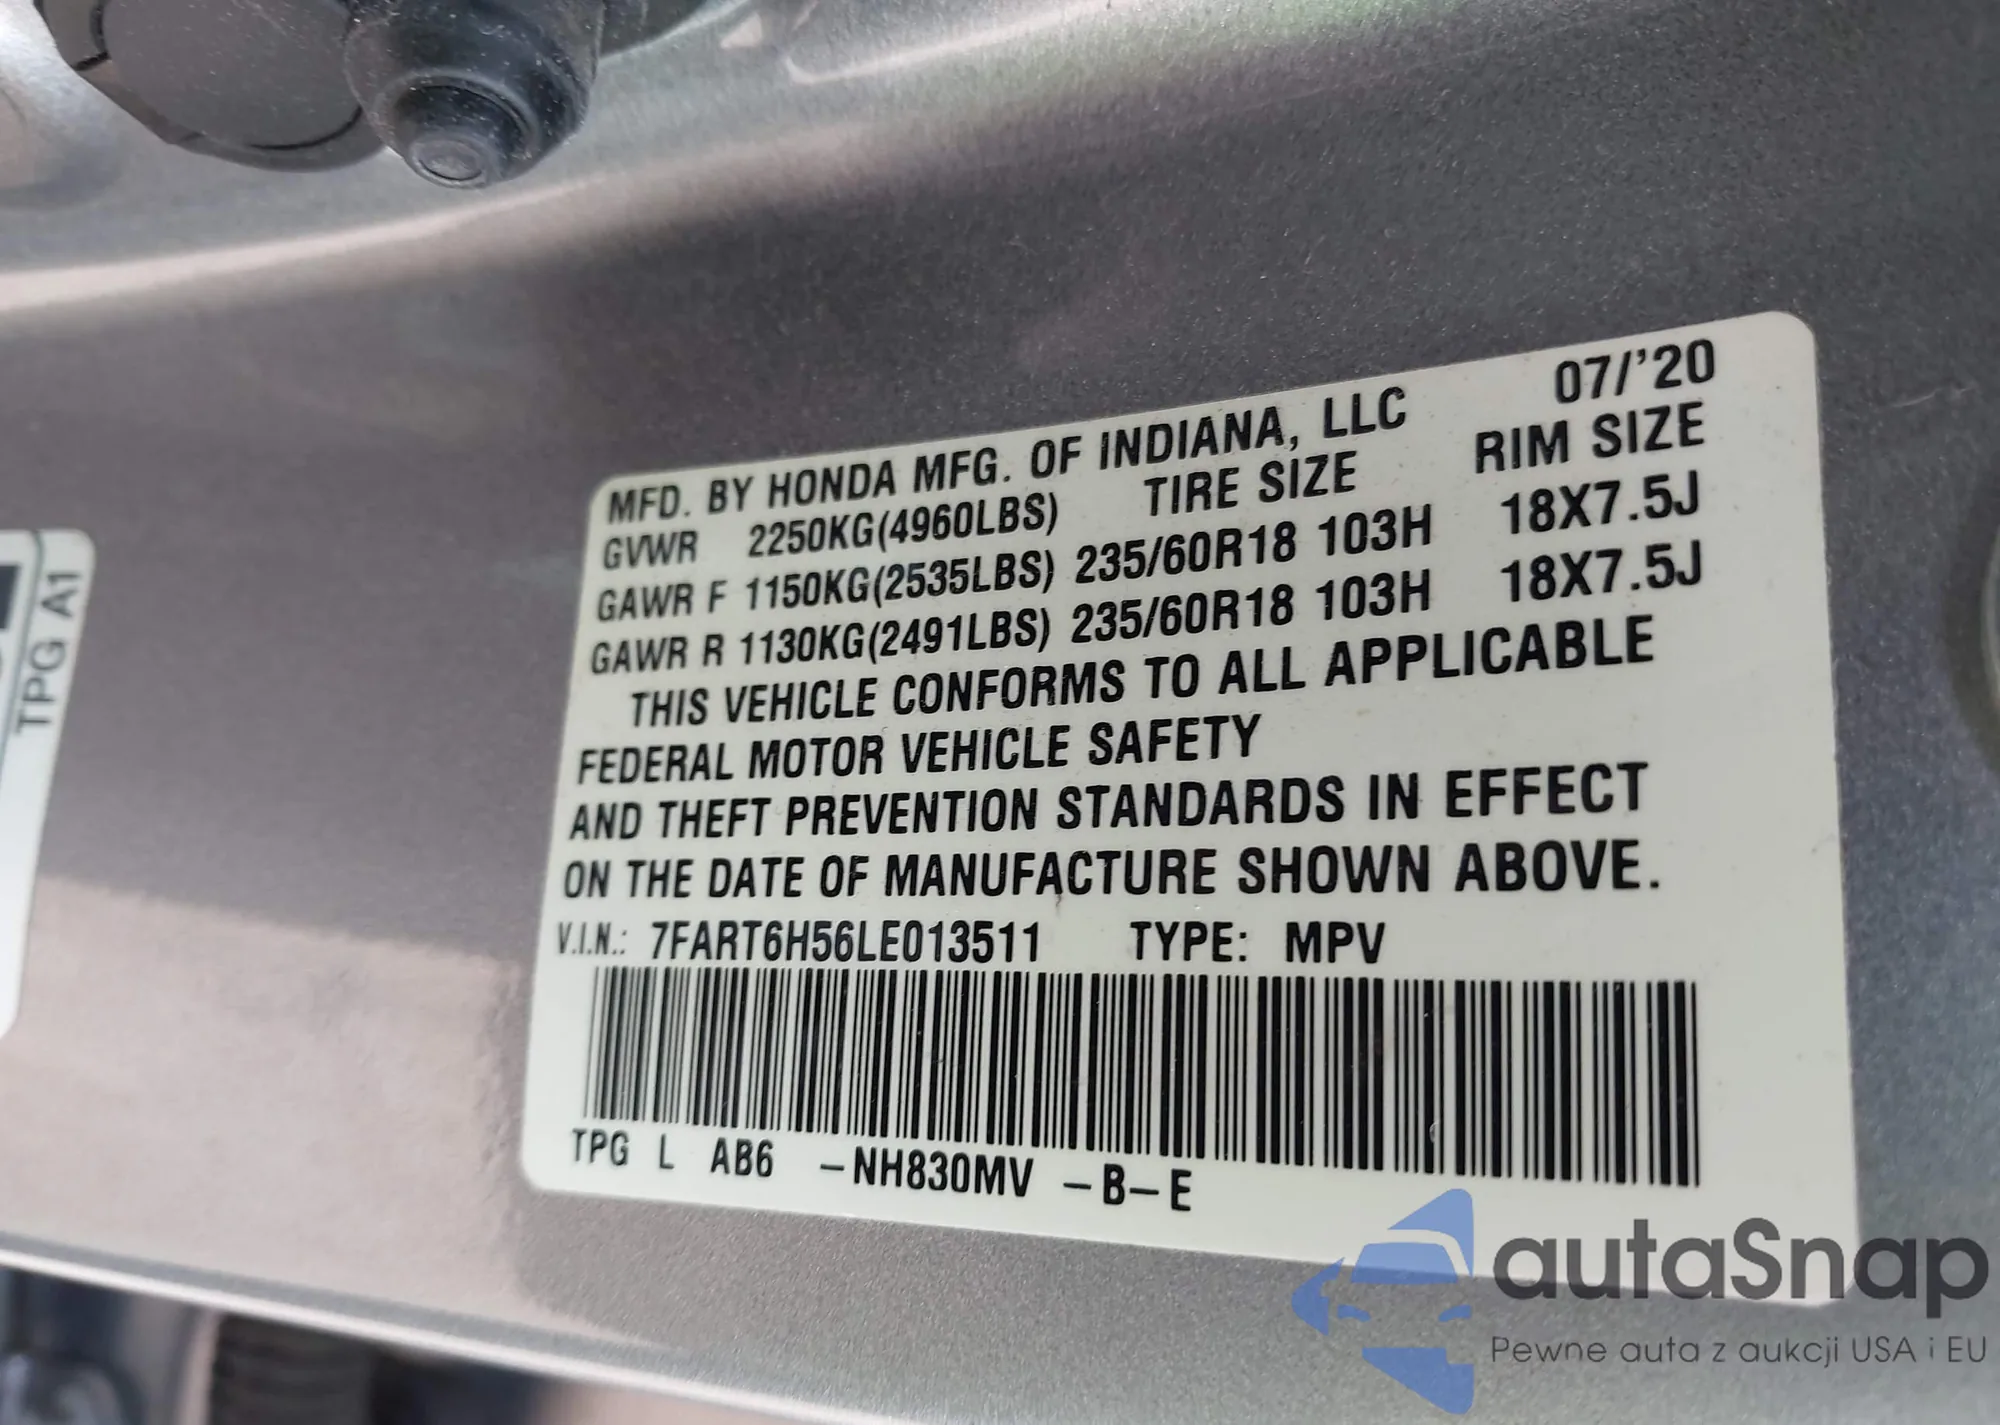 MFD. BY HONDA MFG. OF INDIANA, LLC 07/'20
GVWR 2250KG(4960LBS) TIRE SIZE RIM SIZE
GAWR F 1150KG(2535LBS) 235/60R18 103H 18X7.5J
GAWR R 1130KG(2491LBS) 235/60R18 103H 18X7.5J
THIS VEHICLE CONFORMS TO ALL APPLICABLE
FEDERAL MOTOR VEHICLE SAFETY
AND THEFT PREVENTION STANDARDS IN EFFECT
ON THE DATE OF MANUFACTURE SHOWN ABOVE.
V.I.N.: 7FART6H56LE013511 TYPE: MPV
TPG L AB6 –NH830MV –B–E
TPG A1
autaSnap
Pewne auta z aukcji USA i EU